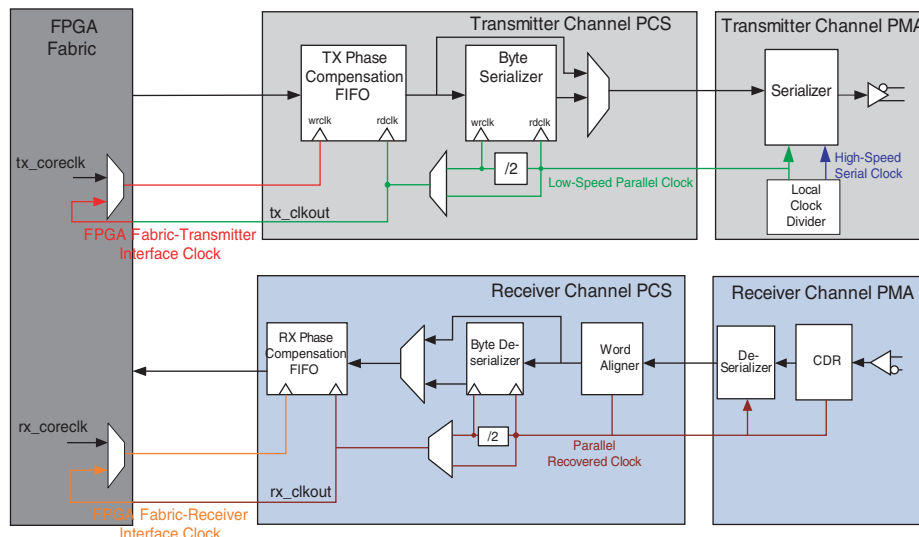 FPGA
Fabric
Transmitter Channel PCS
Transmitter Channel PMA
TX Phase
Compensation
FIFO
wrclk
rdclk
Byte
Serializer
wrclk
rdclk
/2
Serializer
tx_coreclk
Low-Speed Parallel Clock
High-Speed
Serial Clock
Local
Clock
Divider
tx_clkout
FPGA Fabric-Transmitter
Interface Clock
Receiver Channel PCS
Receiver Channel PMA
RX Phase
Compensation
FIFO
Byte De-
serializer
Word
Aligner
De-
Serializer
CDR
/2
rx_coreclk
Parallel
Recovered Clock
rx_clkout
FPGA Fabric-Receiver
Interface Clock